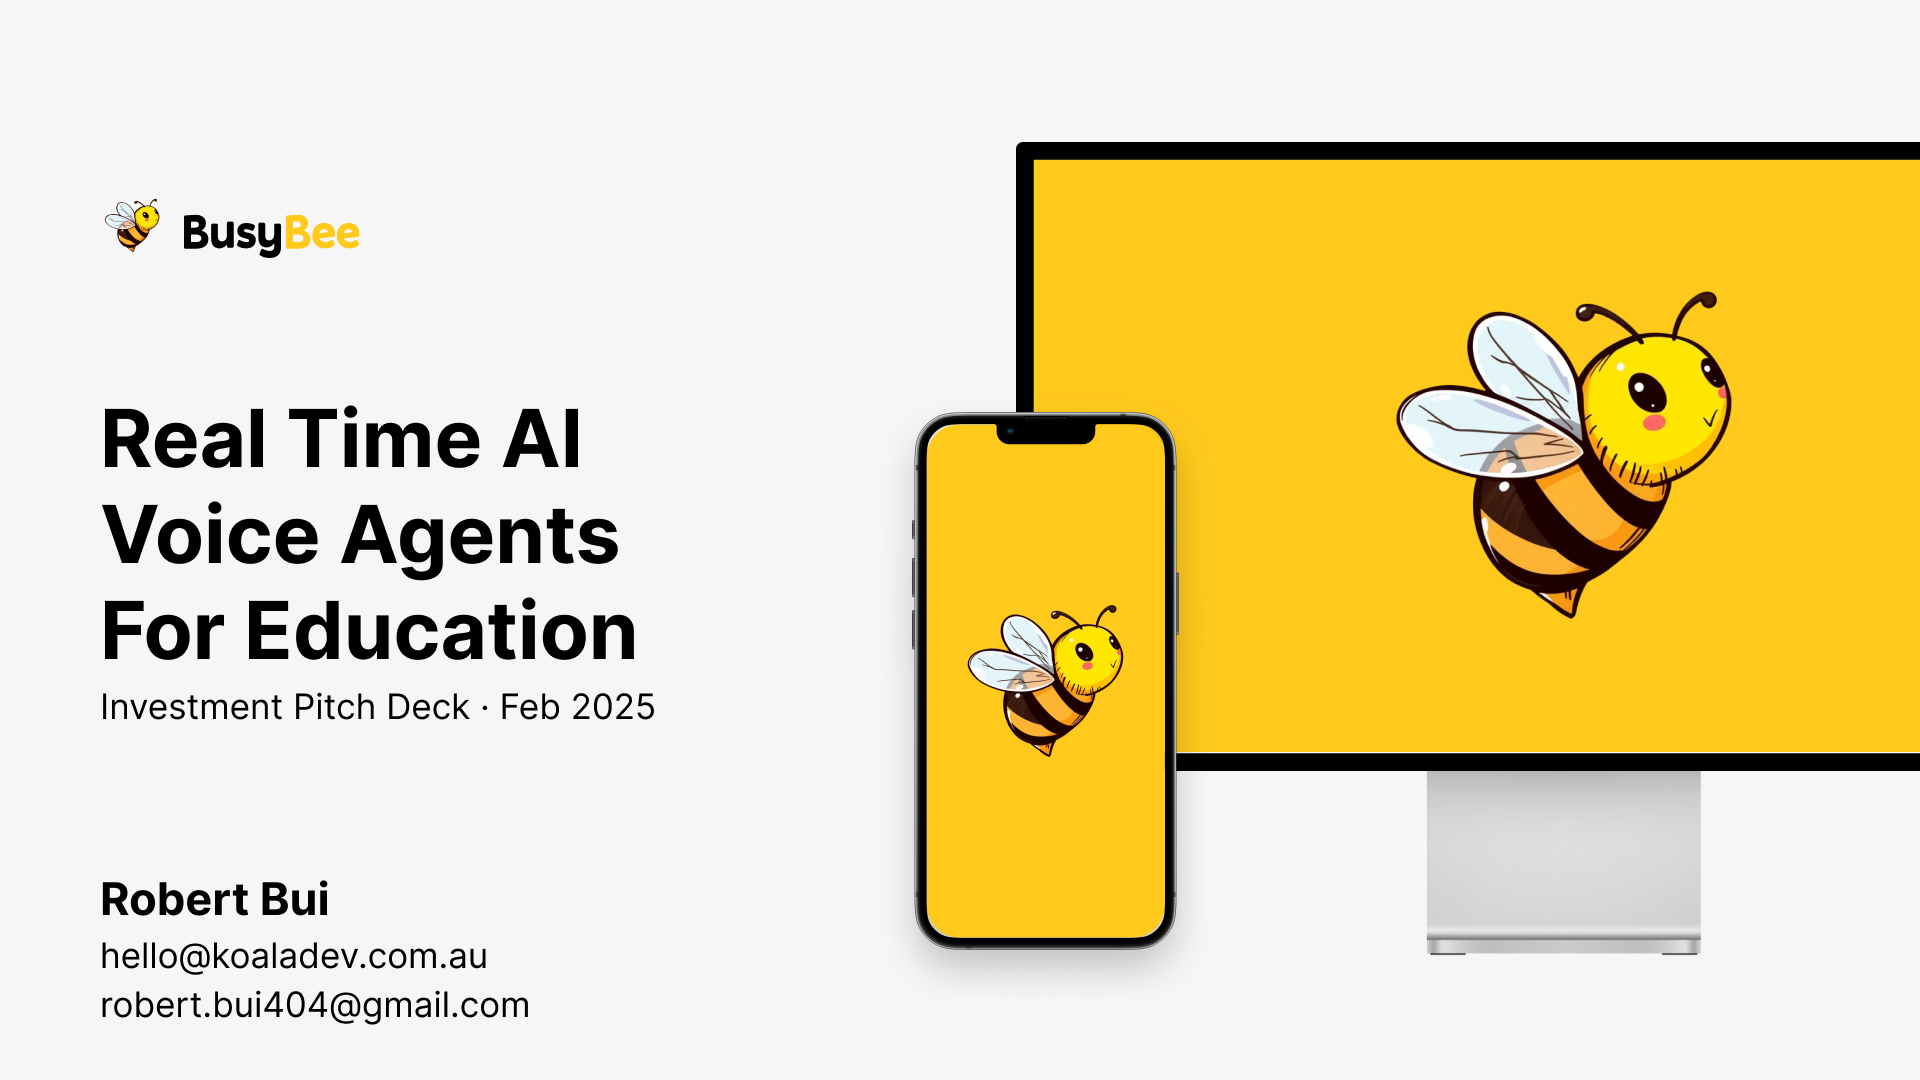 BusyBee
Real Time AI
Voice Agents
For Education
Investment Pitch Deck · Feb 2025
Robert Bui
hello@koaladev.com.au
robert.bui404@gmail.com